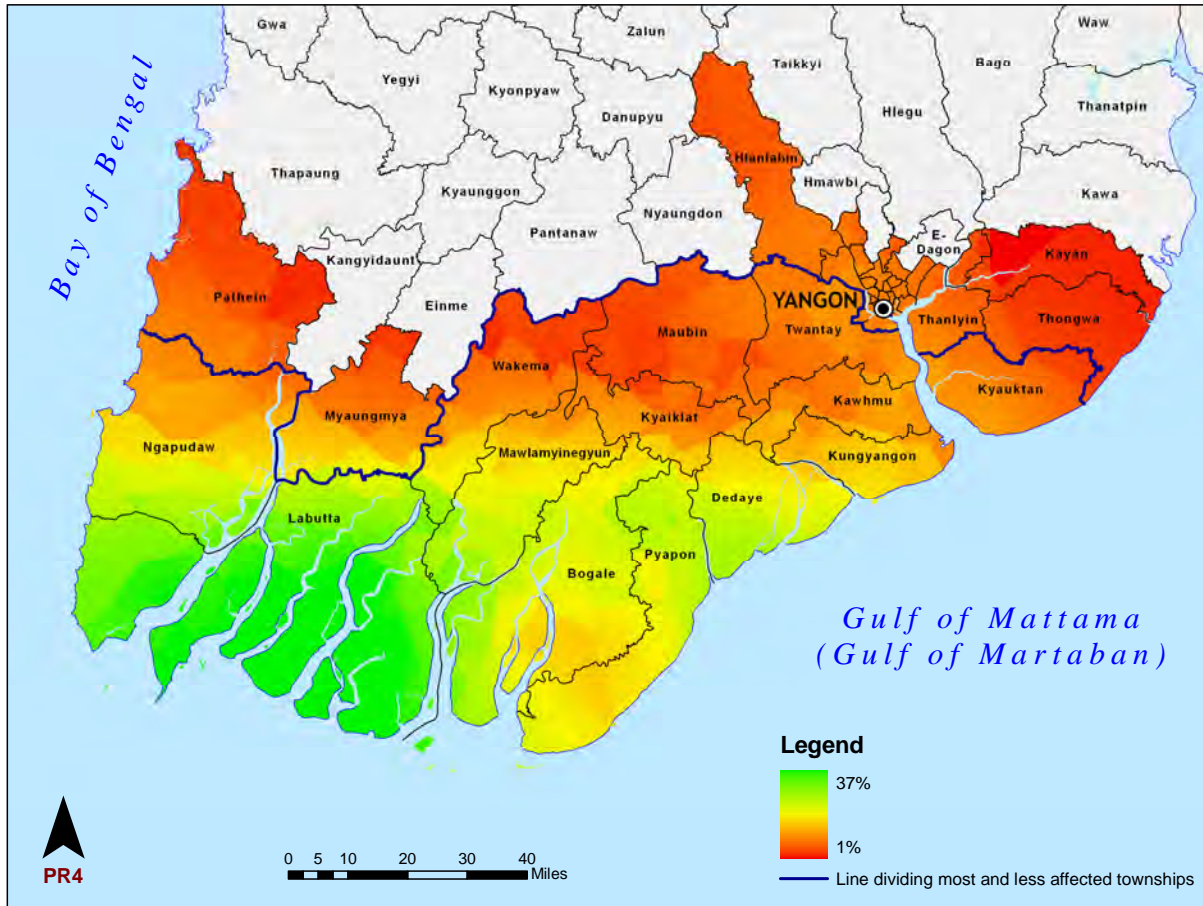 Gwa
Zalun
Waw
Taikkyi
Bago
Yegyi
Kyonpyaw
Hlegu
Thanatpin
Danupyu
Bay of Bengal
Hlanlabin
Thapaung
Kyaunggon
Hmawbi
Kawa
Nyaungdon
Pantanaw
E-
Dagon
Kangyidaunt
Kayan
Einme
Pathein
YANGON
Thanlyin
Thongwa
Maubin
Twantay
Wakema
Kyauktan
Myaungmya
Kyaiklat
Kawhmu
Ngapudaw
Mawlamyinegyun
Kungyangon
Dedaye
Labutta
Pyapon
Bogale
Gulf of Mattama
(Gulf of Martaban)
Legend
37%
1%
Line dividing most and less affected townships
PR4
0 5 10 20 30 40
Miles